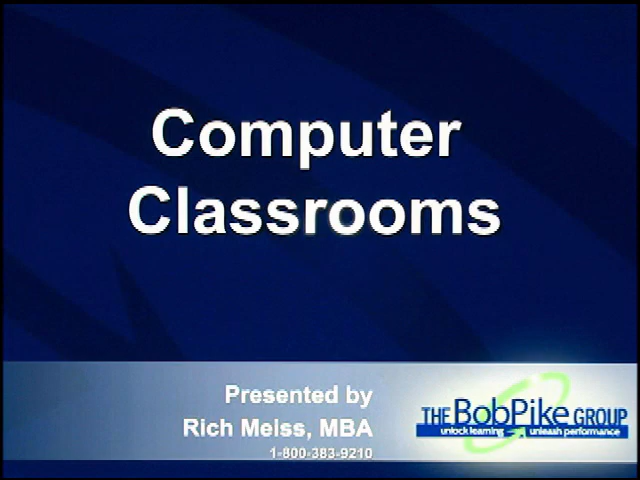 Computer
Classrooms
Presented by
Rich Meiss, MBA
1-800-383-9210
THE BobPike GROUP
unlock learning unleash performance